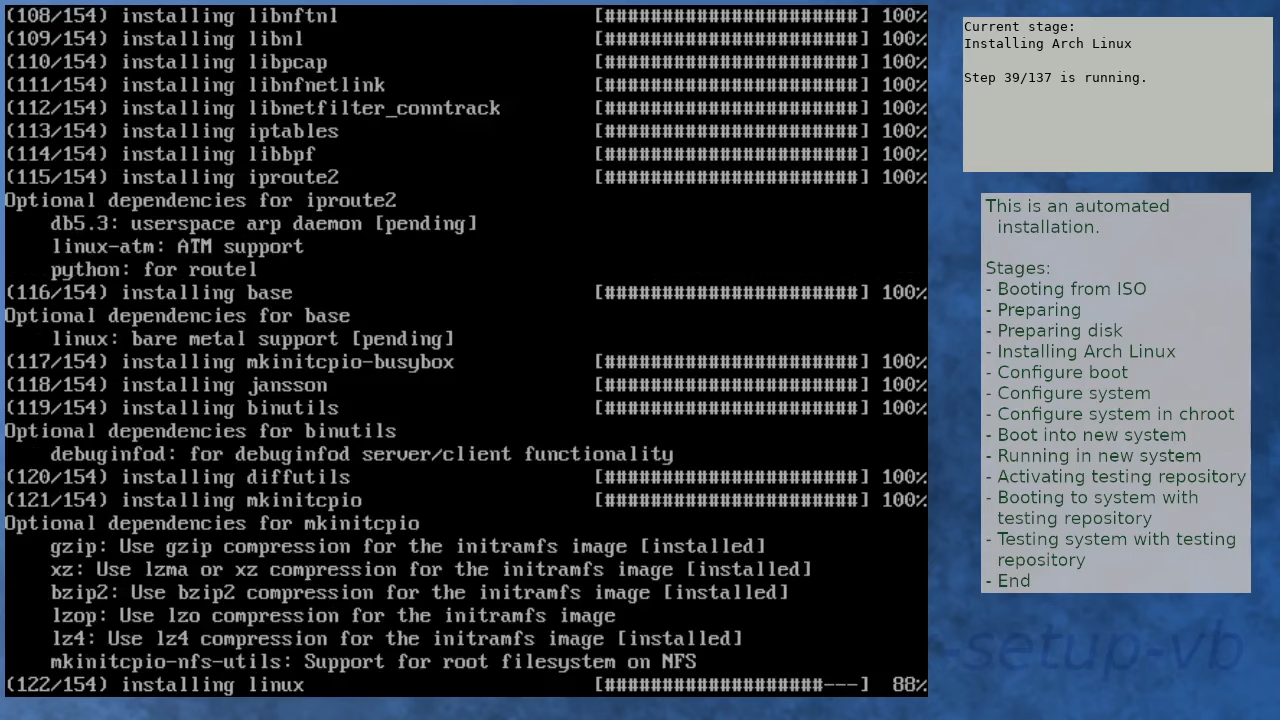 (108/154) installing libnftnl [######################] 100%
(109/154) installing libnl [######################] 100%
(110/154) installing libpcap [######################] 100%
(111/154) installing libnfnetlink [######################] 100%
(112/154) installing libnetfilter_conntrack [######################] 100%
(113/154) installing iptables [######################] 100%
(114/154) installing libbpf [######################] 100%
(115/154) installing iproute2 [######################] 100%
Optional dependencies for iproute2
db5.3: userspace arp daemon [pending]
linux-atm: ATM support
python: for routel
(116/154) installing base [######################] 100%
Optional dependencies for base
linux: bare metal support [pending]
(117/154) installing mkinitcpio-busybox [######################] 100%
(118/154) installing jansson [######################] 100%
(119/154) installing binutils [######################] 100%
Optional dependencies for binutils
debuginfod: for debuginfod server/client functionality
(120/154) installing diffutils [######################] 100%
(121/154) installing mkinitcpio [######################] 100%
Optional dependencies for mkinitcpio
gzip: Use gzip compression for the initramfs image [installed]
xz: Use lzma or xz compression for the initramfs image [installed]
bzip2: Use bzip2 compression for the initramfs image [installed]
lzop: Use lzo compression for the initramfs image
lz4: Use lz4 compression for the initramfs image [installed]
mkinitcpio-nfs-utils: Support for root filesystem on NFS
(122/154) installing linux [###################---] 88%
Current stage:
Installing Arch Linux
Step 39/137 is running.
This is an automated
installation.
Stages:
- Booting from ISO
- Preparing
- Preparing disk
- Installing Arch Linux
- Configure boot
- Configure system
- Configure system in chroot
- Boot into new system
- Running in new system
- Activating testing repository
- Booting to system with
testing repository
- Testing system with testing
repository
- End
-setup-vb